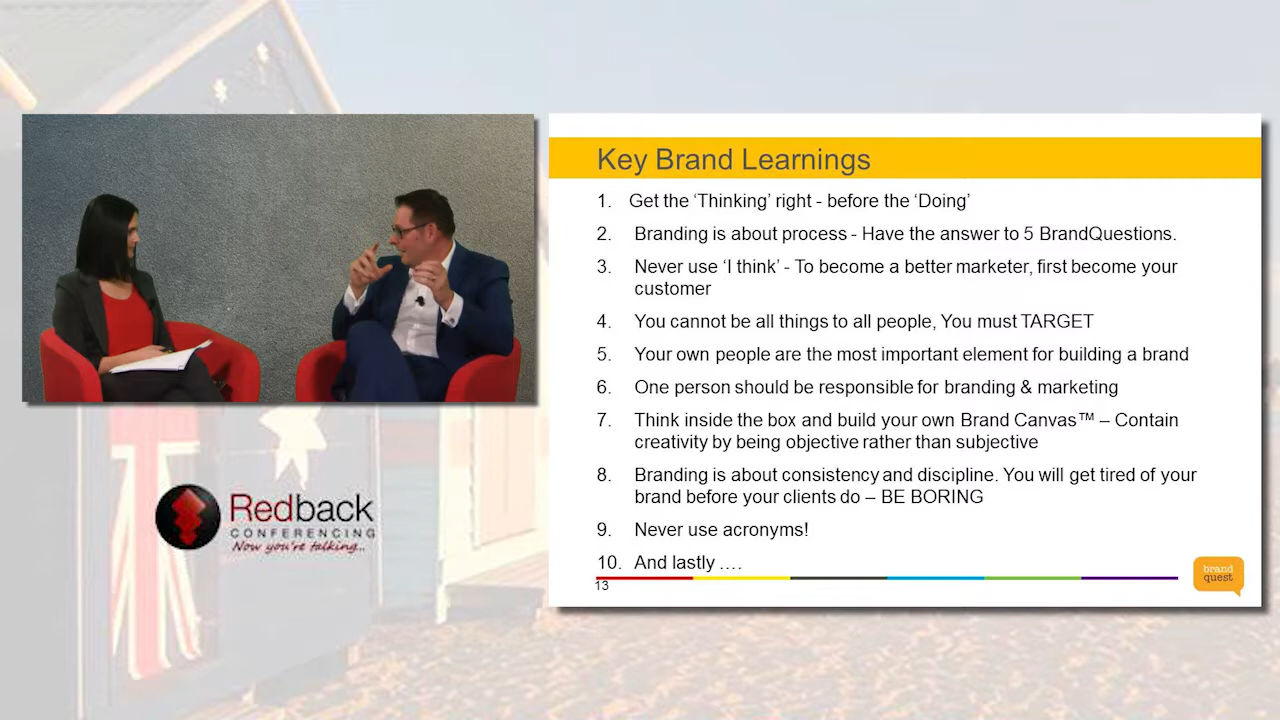 Key Brand Learnings
1. Get the ‘Thinking’ right - before the ‘Doing’
2. Branding is about process - Have the answer to 5 BrandQuestions.
3. Never use ‘I think’ - To become a better marketer, first become your
customer
4. You cannot be all things to all people, You must TARGET
5. Your own people are the most important element for building a brand
6. One person should be responsible for branding & marketing
7. Think inside the box and build your own Brand Canvas™ – Contain
creativity by being objective rather than subjective
8. Branding is about consistency and discipline. You will get tired of your
brand before your clients do – BE BORING
9. Never use acronyms!
10. And lastly ….
13
brand
quest
Redback
CONFERENCING
Now you're talking...